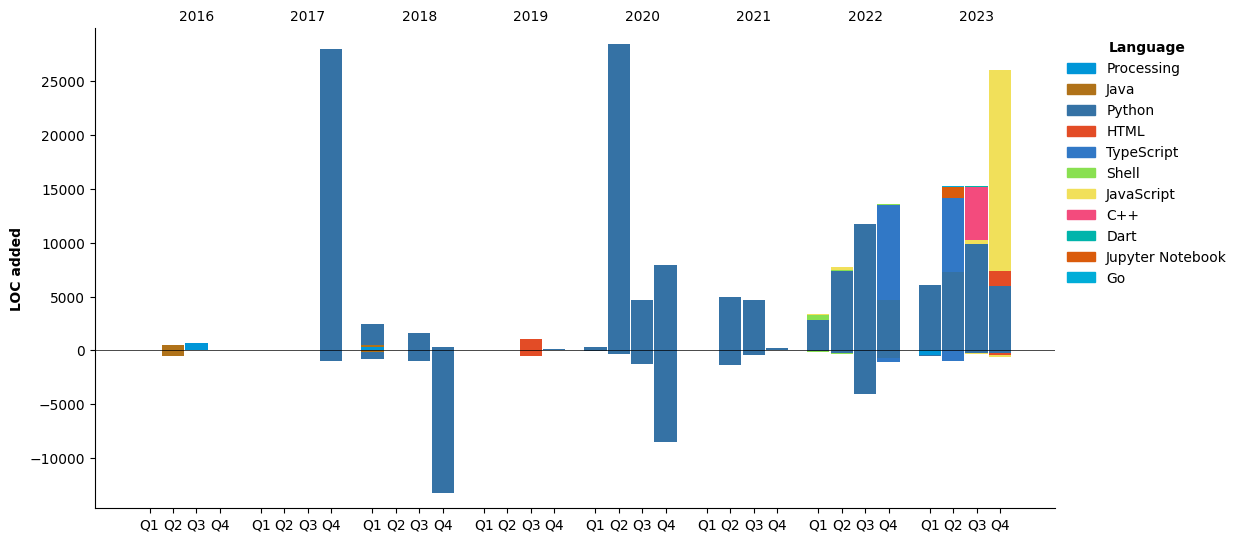 2016 2017 2018 2019 2020 2021 2022 2023
Language
Processing
Java
Python
HTML
TypeScript
Shell
JavaScript
C++
Dart
Jupyter Notebook
Go
LOC added
25000
20000
15000
10000
5000
0
−5000
−10000
Q1 Q2 Q3 Q4 Q1 Q2 Q3 Q4 Q1 Q2 Q3 Q4 Q1 Q2 Q3 Q4 Q1 Q2 Q3 Q4 Q1 Q2 Q3 Q4 Q1 Q2 Q3 Q4 Q1 Q2 Q3 Q4